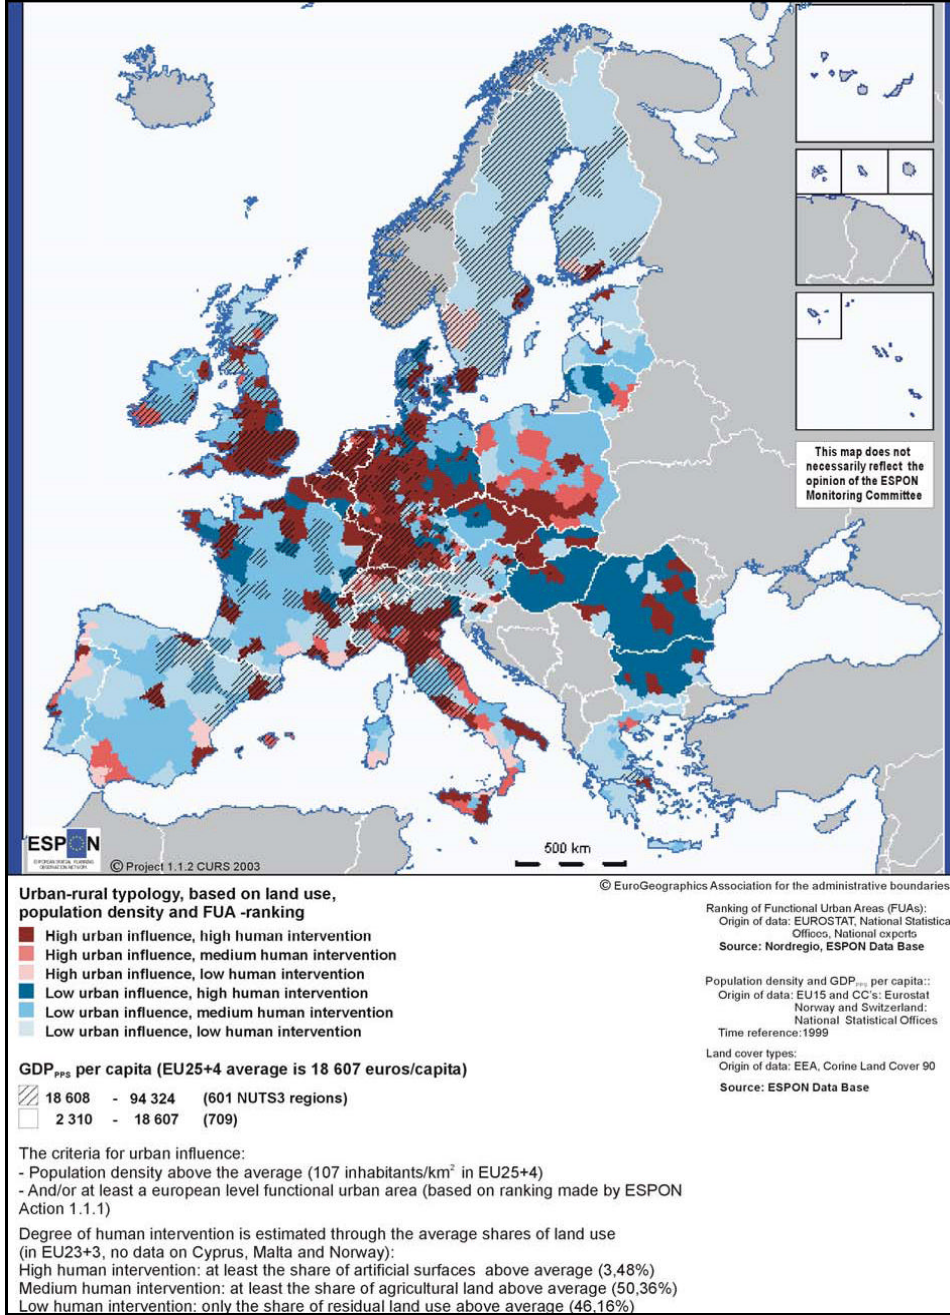 This map does not
necessarily reflect the
opinion of the ESPON
Monitoring Committee
500 km
ESPON
© Project 1.1.2 CURS 2003
© EuroGeographics Association for the administrative boundaries
Urban-rural typology, based on land use,
population density and FUA -ranking
High urban influence, high human intervention
High urban influence, medium human intervention
High urban influence, low human intervention
Low urban influence, high human intervention
Low urban influence, medium human intervention
Low urban influence, low human intervention
GDPPPS per capita (EU25+4 average is 18 607 euros/capita)
18 608 - 94 324 (601 NUTS3 regions)
2 310 - 18 607 (709)
The criteria for urban influence:
- Population density above the average (107 inhabitants/km² in EU25+4)
- And/or at least a european level functional urban area (based on ranking made by ESPON
Action 1.1.1)
Degree of human intervention is estimated through the average shares of land use
(in EU23+3, no data on Cyprus, Malta and Norway):
High human intervention: at least the share of artificial surfaces above average (3,48%)
Medium human intervention: at least the share of agricultural land above average (50,36%)
Low human intervention: only the share of residual land use above average (46,16%)
Ranking of Functional Urban Areas (FUAs):
Origin of data: EUROSTAT, National Statistica
Offices, National experts
Source: Nordregio, ESPON Data Base
Population density and GDPPPS per capita::
Origin of data: EU15 and CC's: Eurostat
Norway and Switzerland:
National Statistical Offices
Time reference:1999
Land cover types:
Origin of data: EEA, Corine Land Cover 90
Source: ESPON Data Base